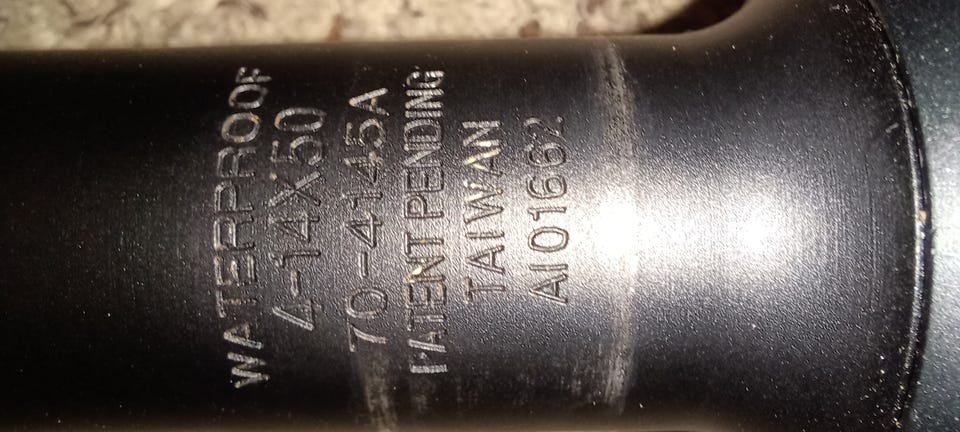 WATERPROOF
4-14X50
70-4145A
PATENT PENDING
TAIWAN
AI01662